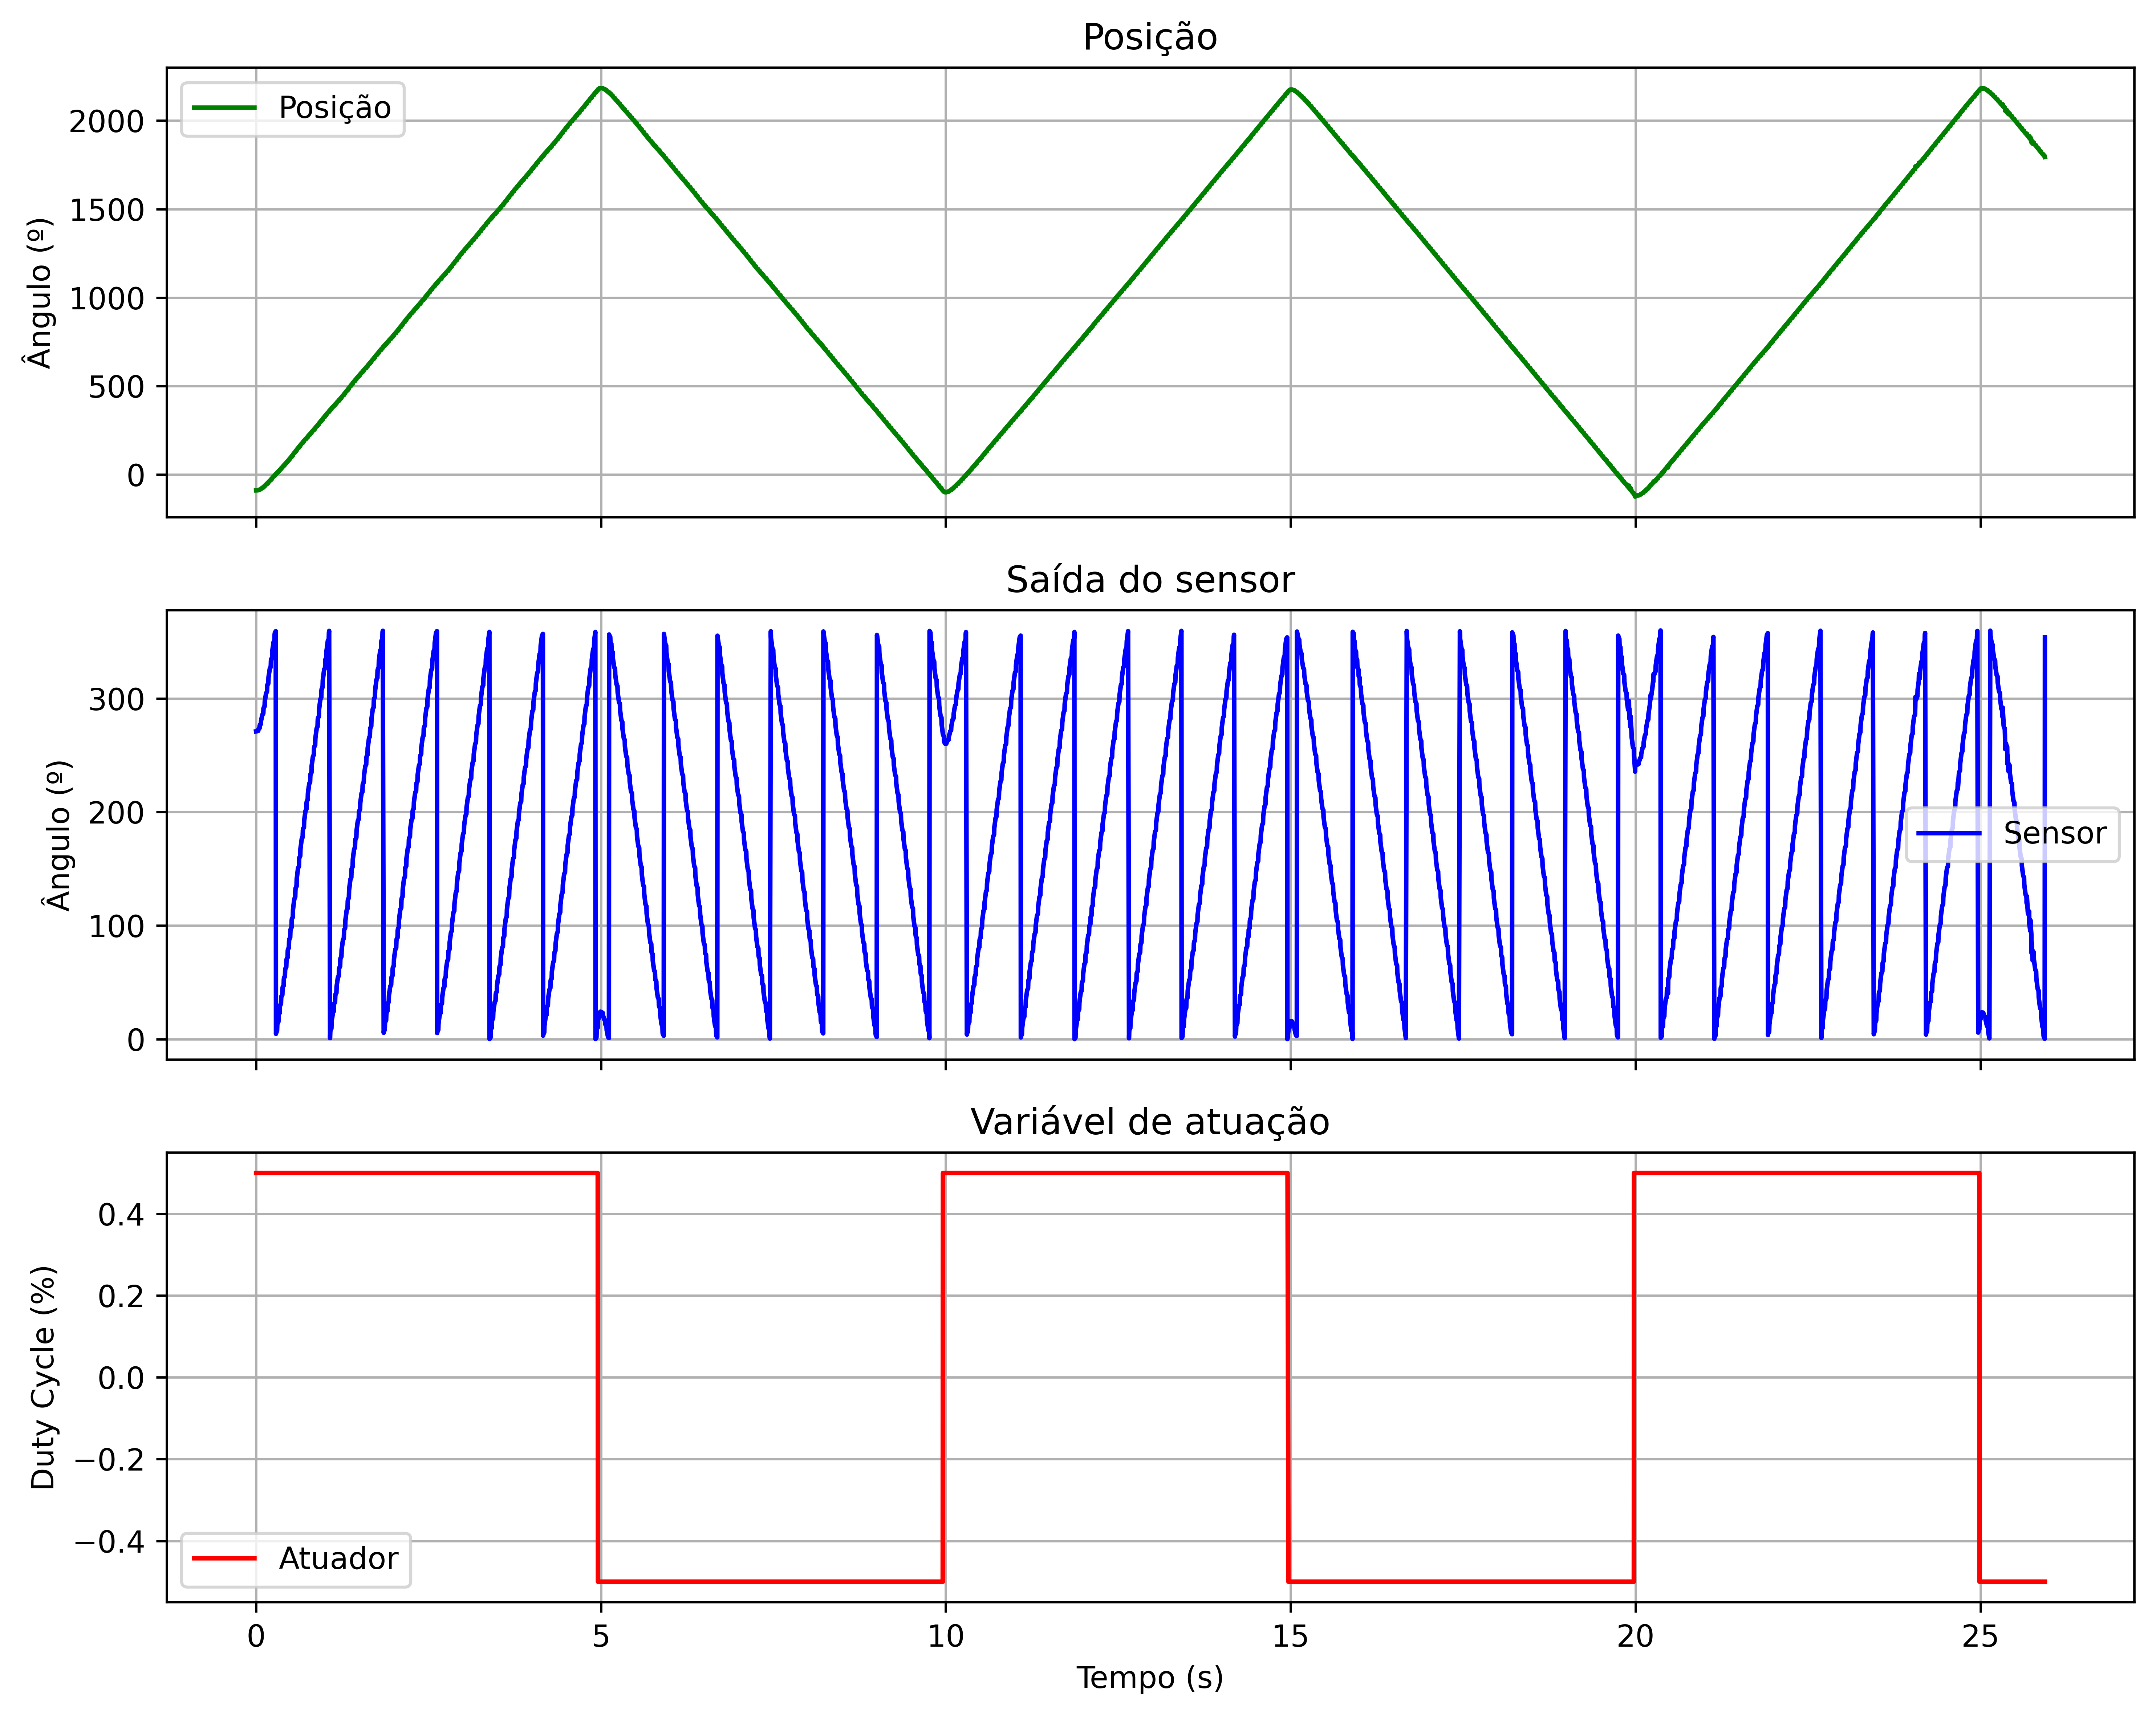 Posição
Posição
2000
1500
1000
500
0
Ângulo (º)
Saída do sensor
300
200
100
0
Ângulo (º)
Sensor
Variável de atuação
0.4
0.2
0.0
−0.2
−0.4
Duty Cycle (%)
Atuador
0 5 10 15 20 25
Tempo (s)